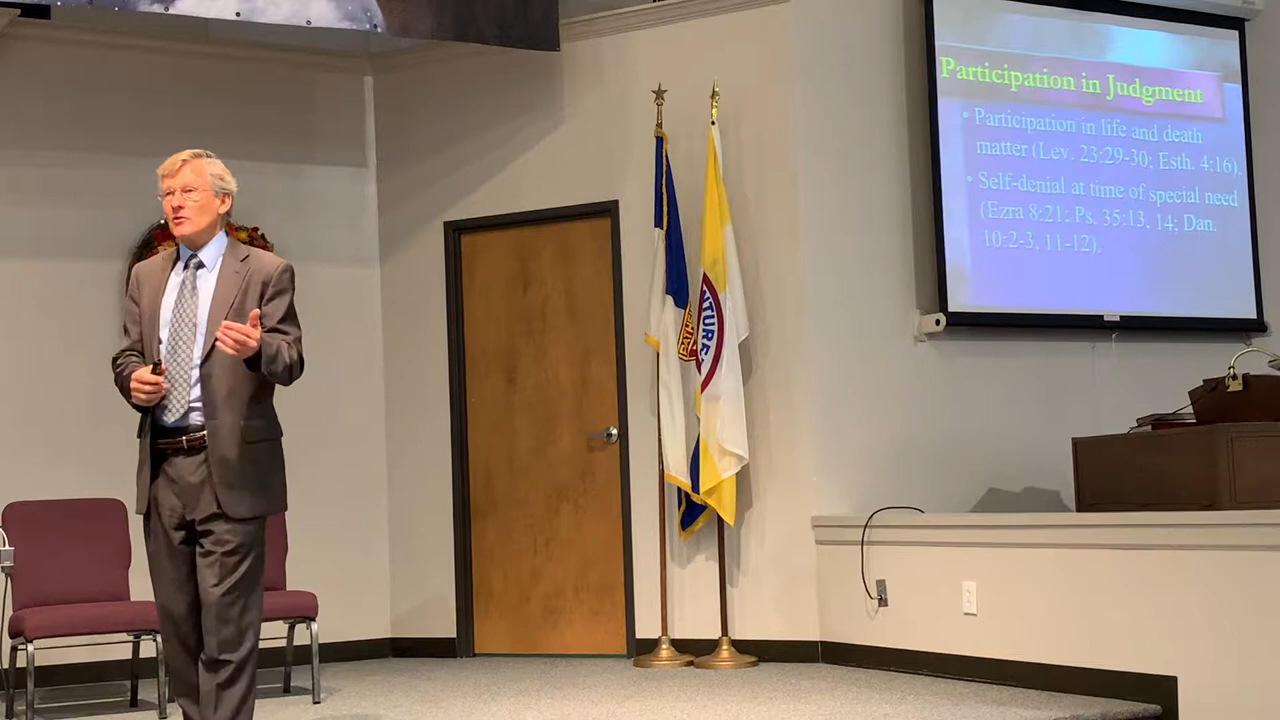 Participation in Judgment
• Participation in life and death
matter (Lev. 23:29-30; Esth. 4:16).
• Self-denial at time of special need
(Ezra 8:21; Ps. 35:13, 14; Dan.
10:2-3, 11-12).